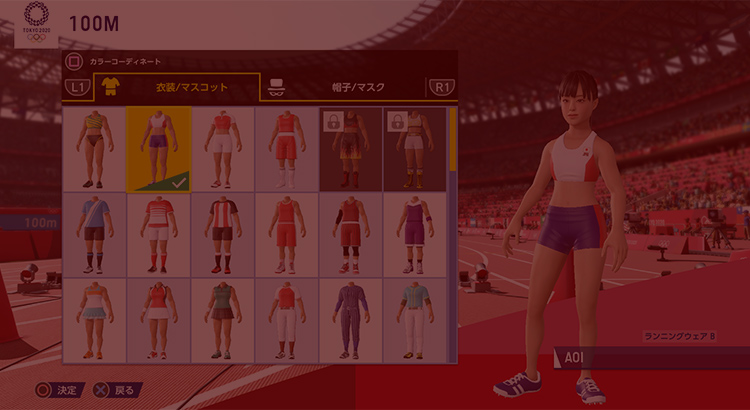 TOKYO 2020
100M
カラーコーディネート
L1
衣装/マスコット
帽子/マスク
R1
100m
ランニングウェア B
AOI
決定
戻る